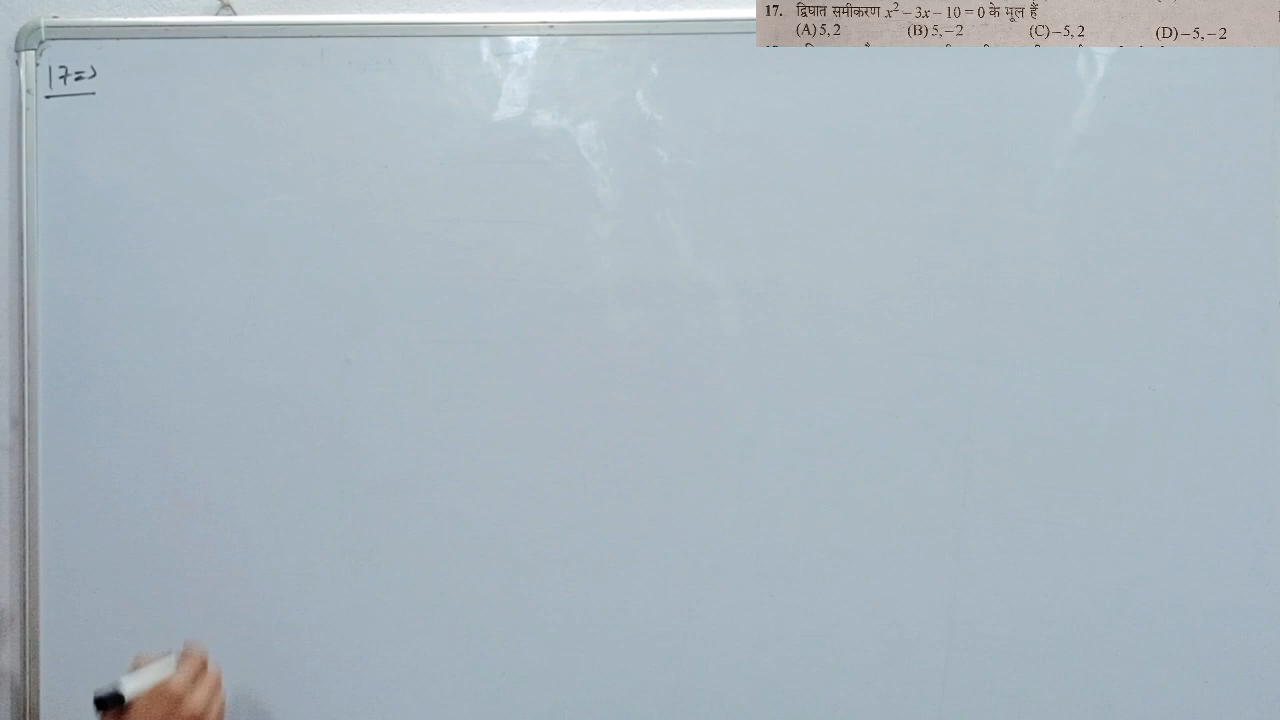 17. द्विघात समीकरण x² – 3x – 10 = 0 के मूल हैं
(A) 5, 2 (B) 5, –2 (C) –5, 2 (D) –5, –2
17⇒